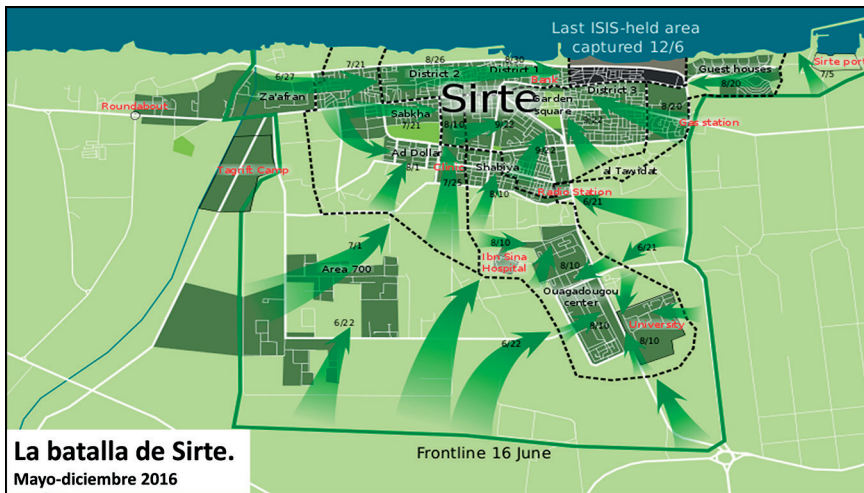 Last ISIS-held area
captured 12/6
Sirte port
7/5
Guest houses
8/20
8/26
8/30
District 1
District 2
7/21
6/27
Za'afran
Roundabout
Bank
District 3
Sirte
Garden
square
8/20
Gas station
Sabkha
7/21
8/10
9/22
Ad Dollar
8/1
Clinic
7/25
Shabiya
9/22
8/10
al Tawidat
Radio Station
6/21
Tagrift Camp
7/1
Area 700
8/10
Ibn Sina
Hospital
8/10
6/21
Ouagadougou
center
8/10
University
8/10
6/22
6/22
La batalla de Sirte.
Mayo-diciembre 2016
Frontline 16 June